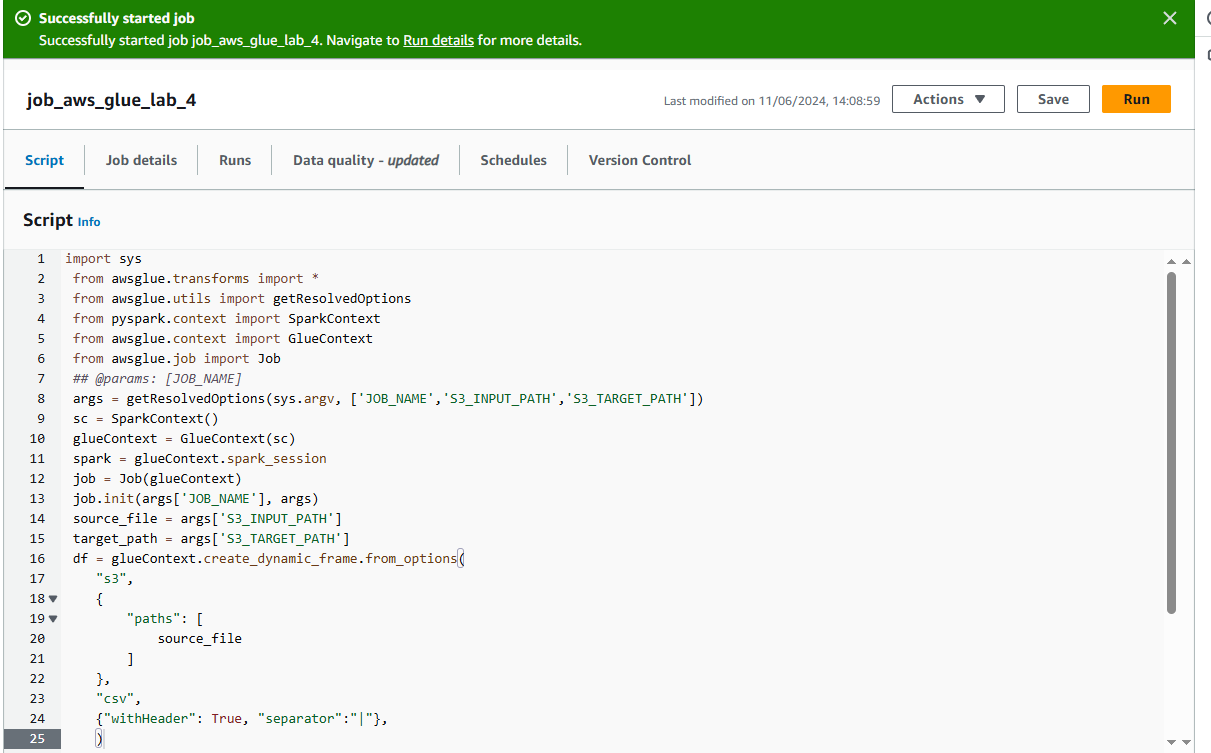 Successfully started job
Successfully started job job_aws_glue_lab_4. Navigate to Run details for more details.
job_aws_glue_lab_4
Last modified on 11/06/2024, 14:08:59
Actions
Save
Run
Script
Job details
Runs
Data quality - updated
Schedules
Version Control
Script Info
1 import sys
2 from awsglue.transforms import *
3 from awsglue.utils import getResolvedOptions
4 from pyspark.context import SparkContext
5 from awsglue.context import GlueContext
6 from awsglue.job import Job
7 ## @params: [JOB_NAME]
8 args = getResolvedOptions(sys.argv, ['JOB_NAME','S3_INPUT_PATH','S3_TARGET_PATH'])
9 sc = SparkContext()
10 glueContext = GlueContext(sc)
11 spark = glueContext.spark_session
12 job = Job(glueContext)
13 job.init(args['JOB_NAME'], args)
14 source_file = args['S3_INPUT_PATH']
15 target_path = args['S3_TARGET_PATH']
16 df = glueContext.create_dynamic_frame.from_options(
17 "s3",
18 {
19 "paths": [
20 source_file
21 ]
22 },
23 "csv",
24 {"withHeader": True, "separator":"|"},
25 )